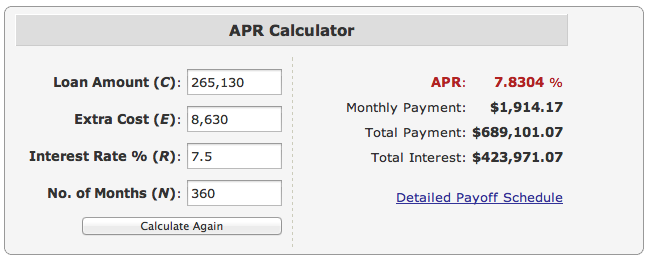 APR Calculator
Loan Amount (C): 265,130
Extra Cost (E): 8,630
Interest Rate % (R): 7.5
No. of Months (N): 360
Calculate Again
APR: 7.8304 %
Monthly Payment: $1,914.17
Total Payment: $689,101.07
Total Interest: $423,971.07
Detailed Payoff Schedule